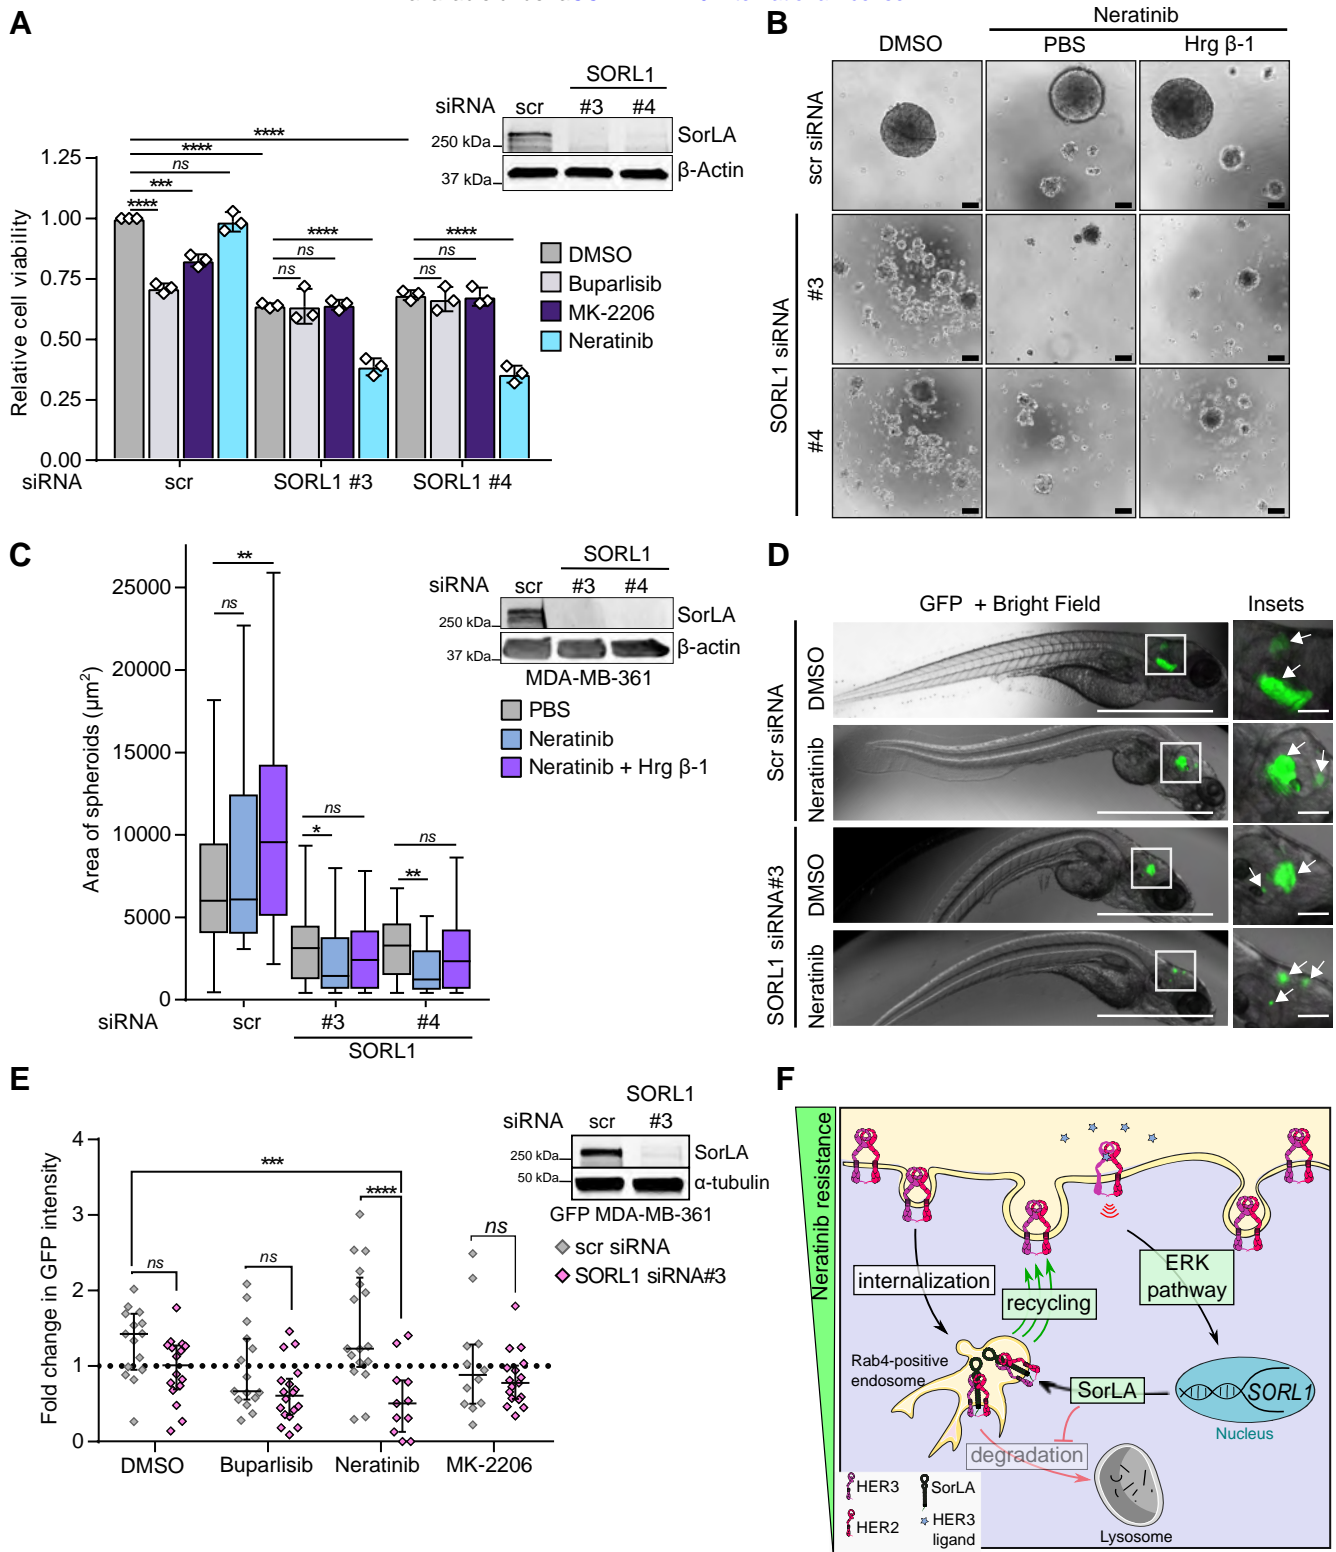 A
SORL1
siRNA scr #3 #4
250 kDa SorLA
37 kDa β-Actin
****
****
ns
***
****
**** ****
ns ns
ns ns
Relative cell viability
1.25
1.00
0.75
0.50
0.25
0.00
DMSO
Buparlisib
MK-2206
Neratinib
siRNA scr SORL1 #3 SORL1 #4
B
Neratinib
DMSO PBS Hrg β-1
scr siRNA
SORL1 siRNA
#3
#4
C
SORL1
siRNA scr #3 #4
250 kDa SorLA
37 kDa β-actin
MDA-MB-361
PBS
Neratinib
Neratinib + Hrg β-1
Area of spheroids (µm²)
25000
20000
15000
10000
5000
0
**
ns
ns
*
ns
**
siRNA scr #3 #4
SORL1
D
GFP + Bright Field Insets
Scr siRNA
DMSO
Neratinib
SORL1 siRNA#3
DMSO
Neratinib
E
SORL1
siRNA scr #3
250 kDa SorLA
50 kDa α-tubulin
GFP MDA-MB-361
scr siRNA
SORL1 siRNA#3
Fold change in GFP intensity
4
3
2
1
0
***
****
ns ns ns
DMSO Buparlisib Neratinib MK-2206
F
Neratinib resistance
internalization
recycling
ERK
pathway
Rab4-positive
endosome
SorLA
SORL1
Nucleus
degradation
Lysosome
HER3 SorLA
HER2 HER3
ligand